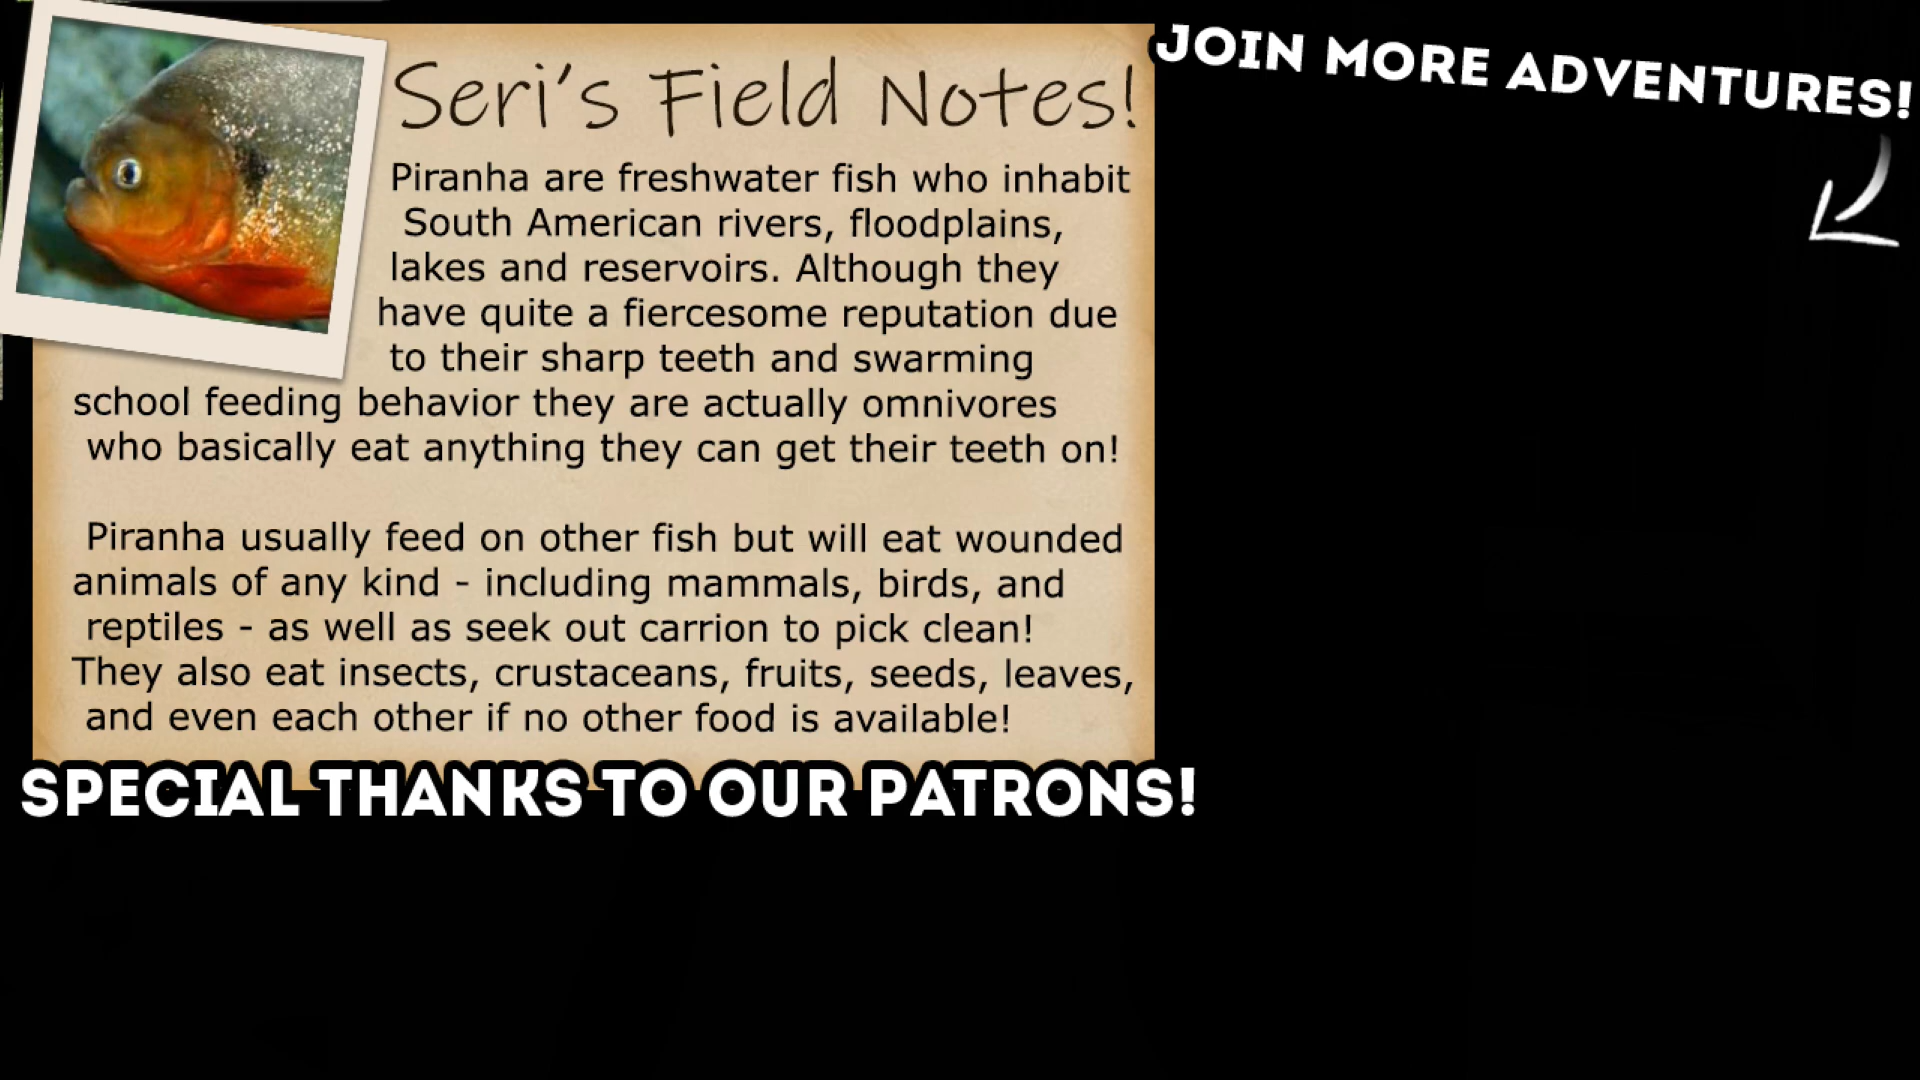 Seri's Field Notes!
JOIN MORE ADVENTURES!
Piranha are freshwater fish who inhabit
South American rivers, floodplains,
lakes and reservoirs. Although they
have quite a fiercesome reputation due
to their sharp teeth and swarming
school feeding behavior they are actually omnivores
who basically eat anything they can get their teeth on!
Piranha usually feed on other fish but will eat wounded
animals of any kind - including mammals, birds, and
reptiles - as well as seek out carrion to pick clean!
They also eat insects, crustaceans, fruits, seeds, leaves,
and even each other if no other food is available!
SPECIAL THANKS TO OUR PATRONS!